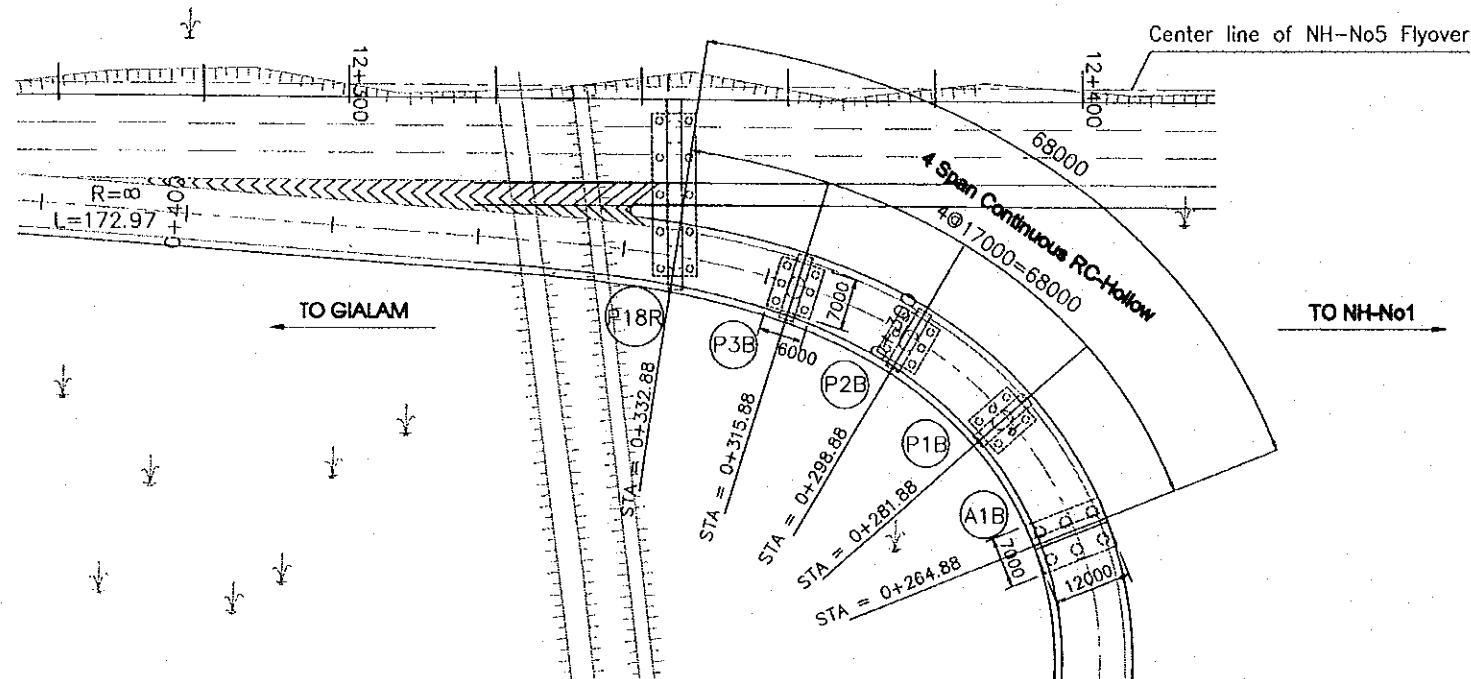 Center line of NH-No5 Flyover
12+500
12+400
68000
4 Span Continuous RC-Hollow
4@17000=68000
R=∞
L=172.97
TO GIALAM
TO NH-No1
P18R
P3B
P2B
P1B
A1B
7000
6000
7000
12000
STA = 0+332.88
STA = 0+315.88
STA = 0+298.88
STA = 0+281.88
STA = 0+264.88